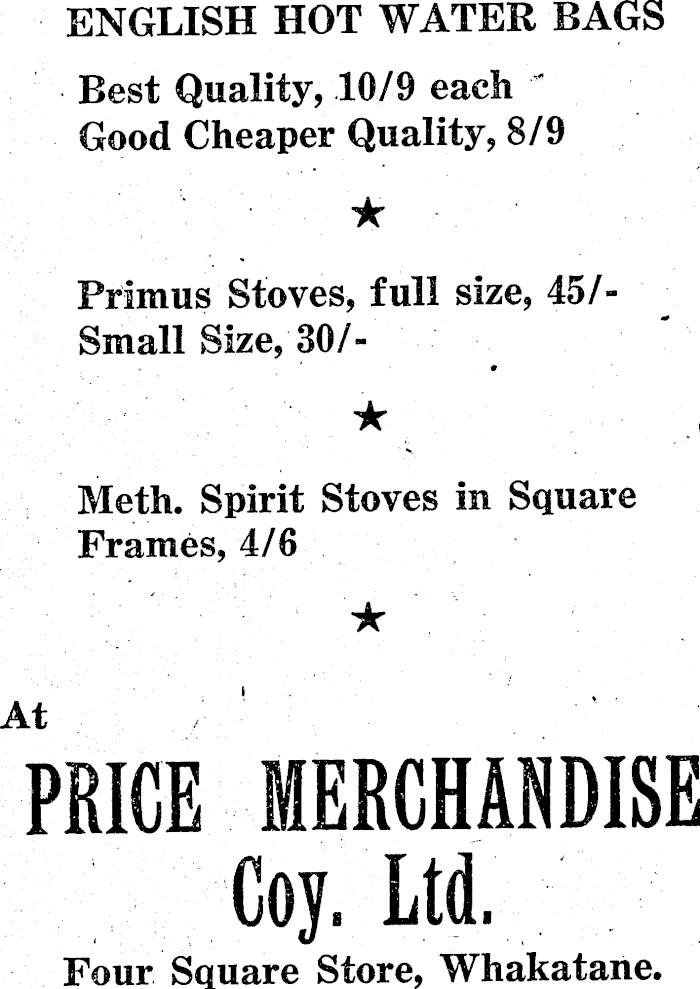 ENGLISH HOT WATER BAGS
Best Quality, 10/9 each
Good Cheaper Quality, 8/9
Primus Stoves, full size, 45/-
Small Size, 30/-
Meth. Spirit Stoves in Square
Frames, 4/6
At
PRICE MERCHANDISE
Coy. Ltd.
Four Square Store, Whakatane.